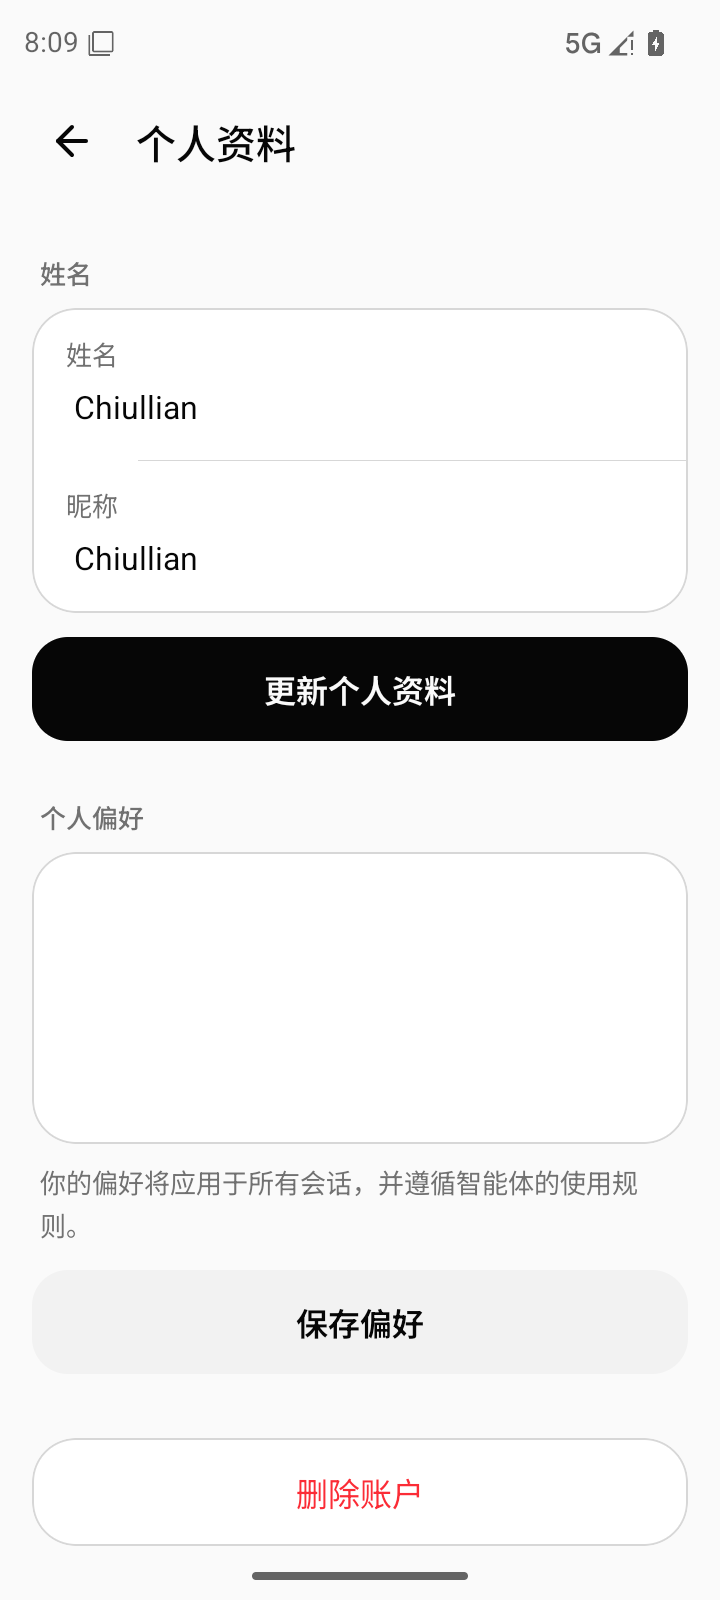 8:09
5G
个人资料
姓名
姓名
Chiullian
昵称
Chiullian
更新个人资料
个人偏好
你的偏好将应用于所有会话，并遵循智能体的使用规
则。
保存偏好
删除账户